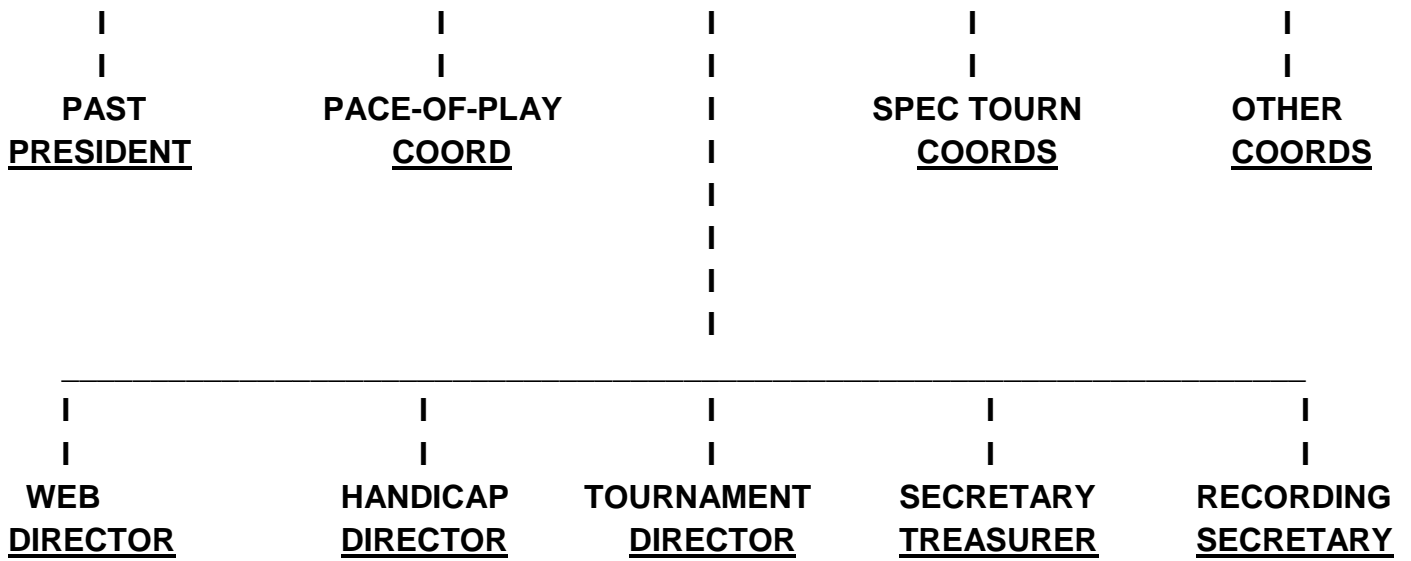 I I I I I
I I I I I
PAST PACE-OF-PLAY I SPEC TOURN OTHER
PRESIDENT COORD I COORDS COORDS
I
I
I
I
I I I I I
I I I I I
WEB HANDICAP TOURNAMENT SECRETARY RECORDING
DIRECTOR DIRECTOR DIRECTOR TREASURER SECRETARY